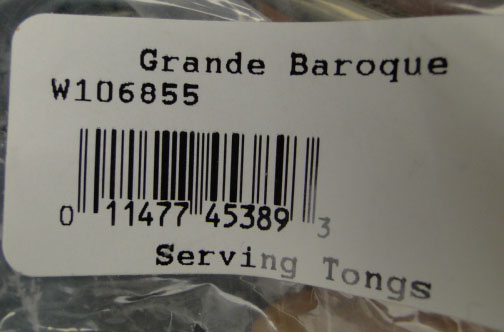 Grande Baroque
W106855
0 11477 45389 3
Serving Tongs